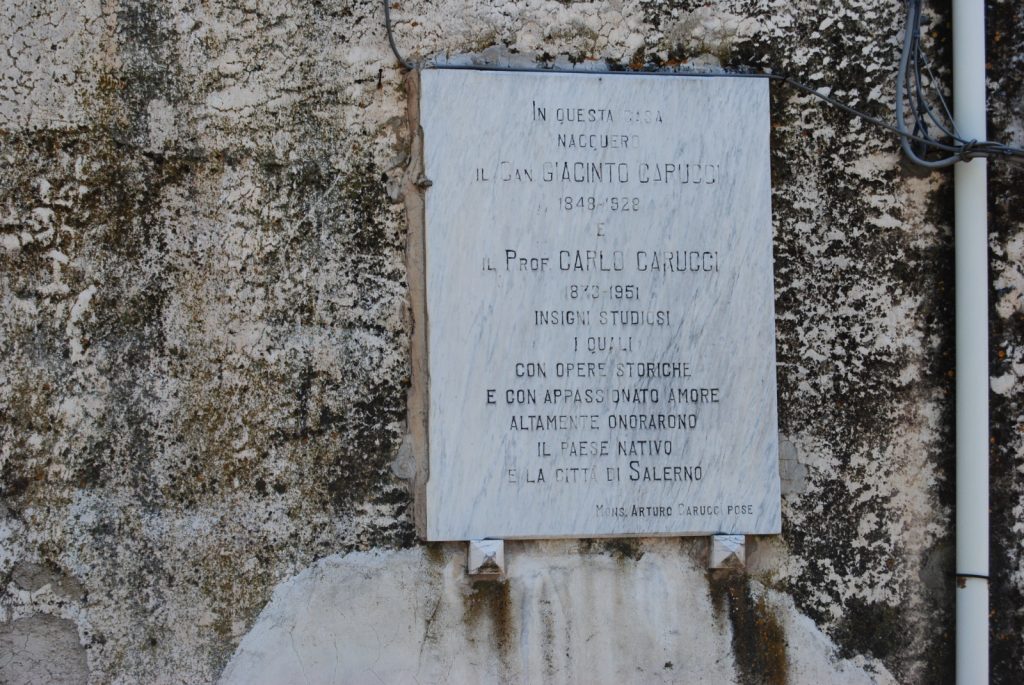 IN QUESTA CASA
NACQUERO
IL CAN GIACINTO CARUCCI
1848-1928
E
IL PROF. CARLO CARUCCI
1873-1951
INSIGNI STUDIOSI
I QUALI
CON OPERE STORICHE
E CON APPASSIONATO AMORE
ALTAMENTE ONORARONO
IL PAESE NATIVO
E LA CITTÀ DI SALERNO
MONS. ARTURO CARUCCI POSE